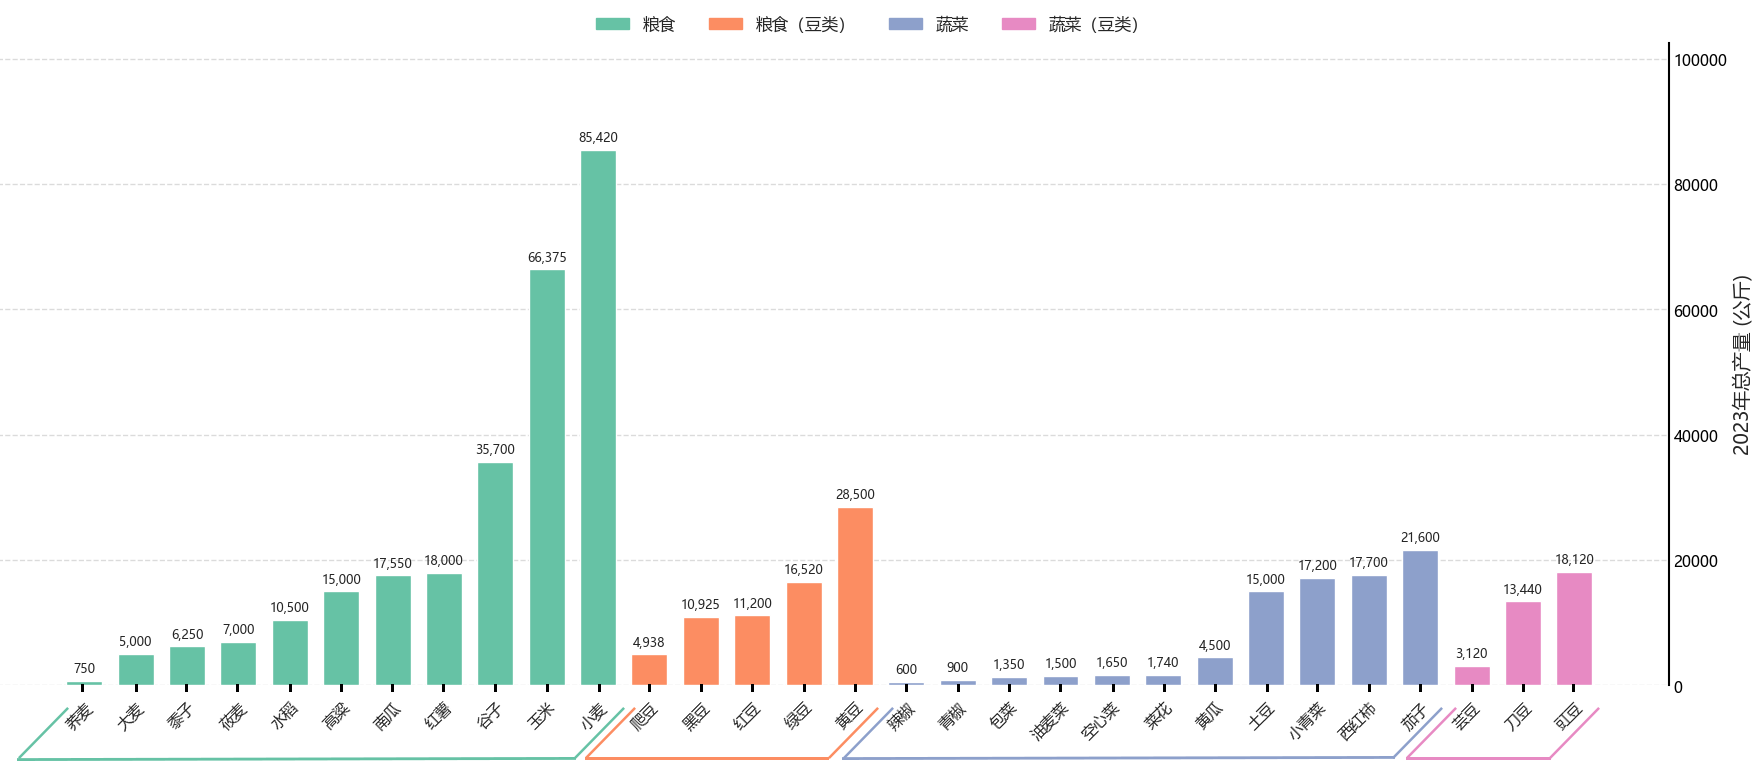 粮食
粮食（豆类）
蔬菜
蔬菜（豆类）
100000
80000
60000
40000
20000
0
2023年总产量 (公斤)
750
5,000
6,250
7,000
10,500
15,000
17,550
18,000
35,700
66,375
85,420
4,938
10,925
11,200
16,520
28,500
600
900
1,350
1,500
1,650
1,740
4,500
15,000
17,200
17,700
21,600
3,120
13,440
18,120
荞麦
大麦
黍子
莜麦
水稻
高粱
南瓜
红薯
谷子
玉米
小麦
爬豆
黑豆
红豆
绿豆
黄豆
辣椒
青椒
包菜
油麦菜
空心菜
菜花
黄瓜
土豆
小青菜
西红柿
茄子
芸豆
刀豆
豇豆